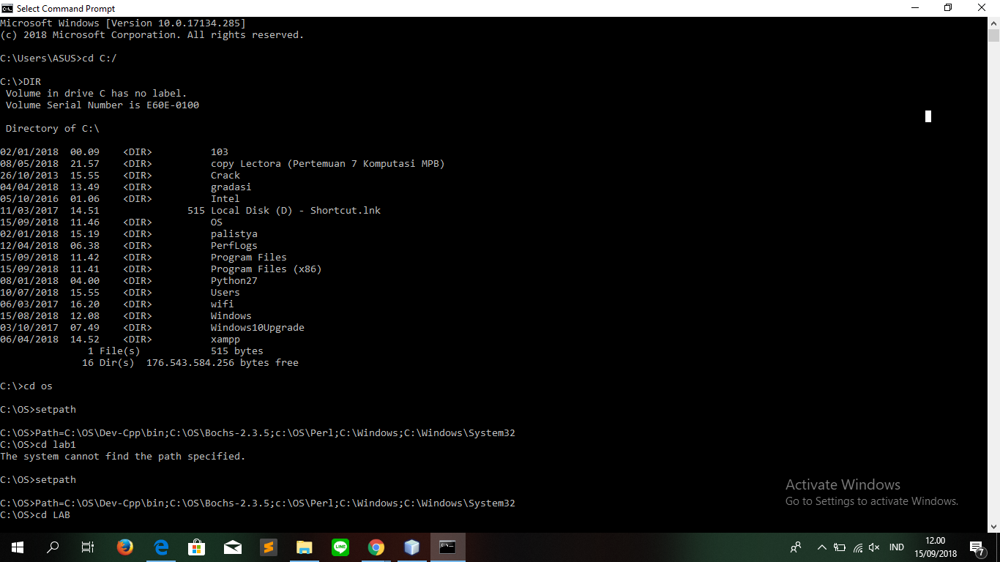 Select Command Prompt
Microsoft Windows [Version 10.0.17134.285]
(c) 2018 Microsoft Corporation. All rights reserved.
C:\Users\ASUS>cd C:/
C:\>DIR
 Volume in drive C has no label.
 Volume Serial Number is E60E-0100
 Directory of C:\
02/01/2018  00.09    <DIR>          103
08/05/2018  21.57    <DIR>          copy Lectora (Pertemuan 7 Komputasi MPB)
26/10/2013  15.55    <DIR>          Crack
04/04/2018  13.49    <DIR>          gradasi
05/10/2016  01.06    <DIR>          Intel
11/03/2017  14.51               515 Local Disk (D) - Shortcut.lnk
15/09/2018  11.46    <DIR>          OS
02/01/2018  15.19    <DIR>          palistya
12/04/2018  06.38    <DIR>          PerfLogs
15/09/2018  11.42    <DIR>          Program Files
15/09/2018  11.41    <DIR>          Program Files (x86)
08/01/2018  04.00    <DIR>          Python27
10/07/2018  15.55    <DIR>          Users
06/03/2017  16.20    <DIR>          wifi
15/08/2018  12.08    <DIR>          Windows
03/10/2017  07.49    <DIR>          Windows10Upgrade
06/04/2018  14.52    <DIR>          xampp
               1 File(s)            515 bytes
              16 Dir(s)  176.543.584.256 bytes free
C:\>cd os
C:\OS>setpath
C:\OS>Path=C:\OS\Dev-Cpp\bin;C:\OS\Bochs-2.3.5;c:\OS\Perl;C:\Windows;C:\Windows\System32
C:\OS>cd lab1
The system cannot find the path specified.
C:\OS>setpath
C:\OS>Path=C:\OS\Dev-Cpp\bin;C:\OS\Bochs-2.3.5;c:\OS\Perl;C:\Windows;C:\Windows\System32
C:\OS>cd LAB
Activate Windows
Go to Settings to activate Windows.
LINE
IND
12.00
15/09/2018
7